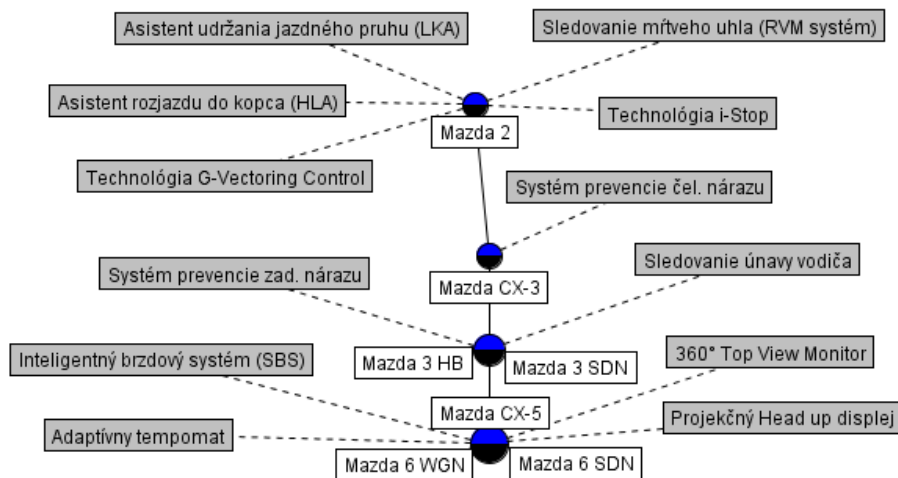 Asistent udržania jazdného pruhu (LKA)
Sledovanie mŕtveho uhla (RVM systém)
Asistent rozjazdu do kopca (HLA)
Technológia i-Stop
Mazda 2
Technológia G-Vectoring Control
Systém prevencie čel. nárazu
Systém prevencie zad. nárazu
Sledovanie únavy vodiča
Mazda CX-3
Inteligentný brzdový systém (SBS)
Mazda 3 HB
Mazda 3 SDN
360° Top View Monitor
Mazda CX-5
Projekčný Head up displej
Adaptívny tempomat
Mazda 6 WGN
Mazda 6 SDN